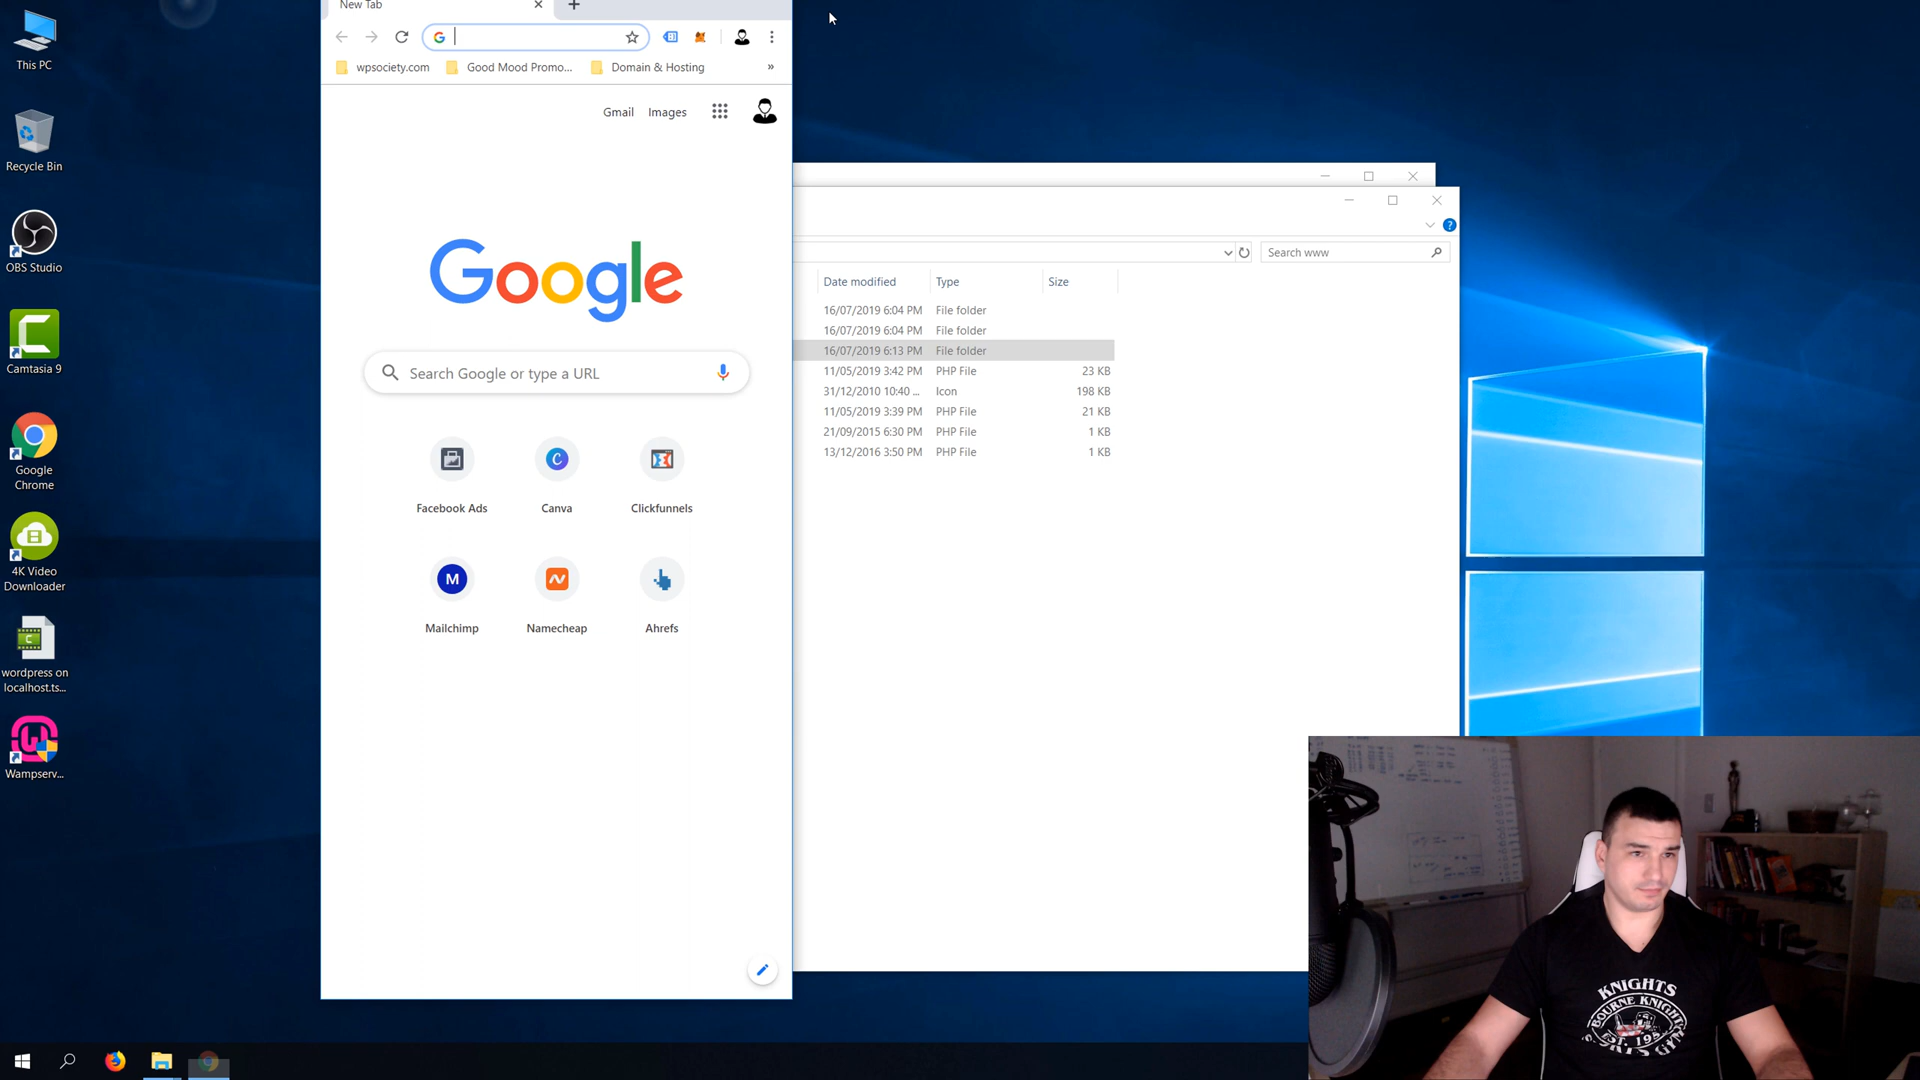 This PC
Recycle Bin
OBS Studio
Camtasia 9
Google
Chrome
4K Video
Downloader
wordpress on
localhost.ts...
Wampserv...
New Tab
wpsociety.com
Good Mood Promo...
Domain & Hosting
»
Gmail
Images
Google
Search Google or type a URL
Facebook Ads
Canva
Clickfunnels
M
Mailchimp
Namecheap
Ahrefs
Search www
Date modified
Type
Size
16/07/2019 6:04 PM File folder
16/07/2019 6:04 PM File folder
16/07/2019 6:13 PM File folder
11/05/2019 3:42 PM PHP File 23 KB
31/12/2010 10:40 ... Icon 198 KB
11/05/2019 3:39 PM PHP File 21 KB
21/09/2015 6:30 PM PHP File 1 KB
13/12/2016 3:50 PM PHP File 1 KB
KNIGHTS
BOURNE KNIGHT
EST. 195